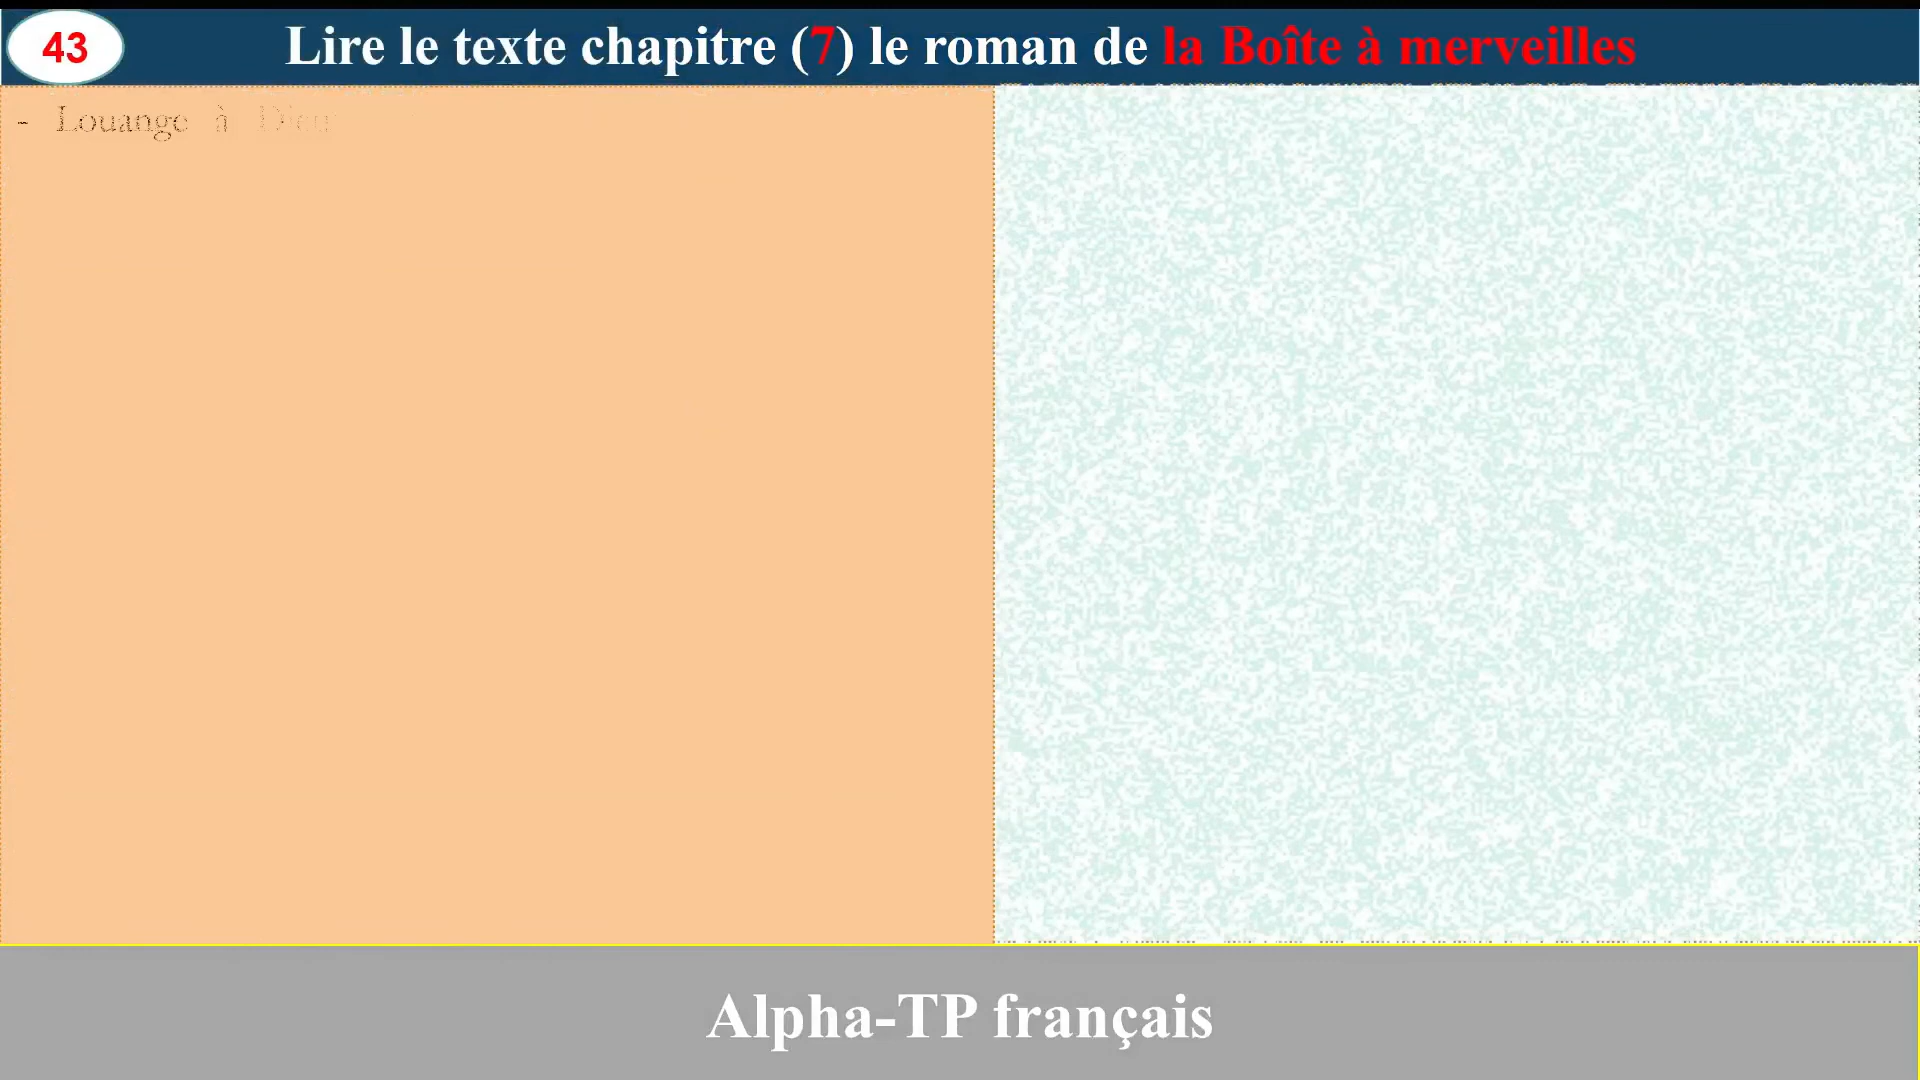 43
Lire le texte chapitre (7) le roman de la Boîte à merveilles
- Louange à Dieu
Alpha-TP français